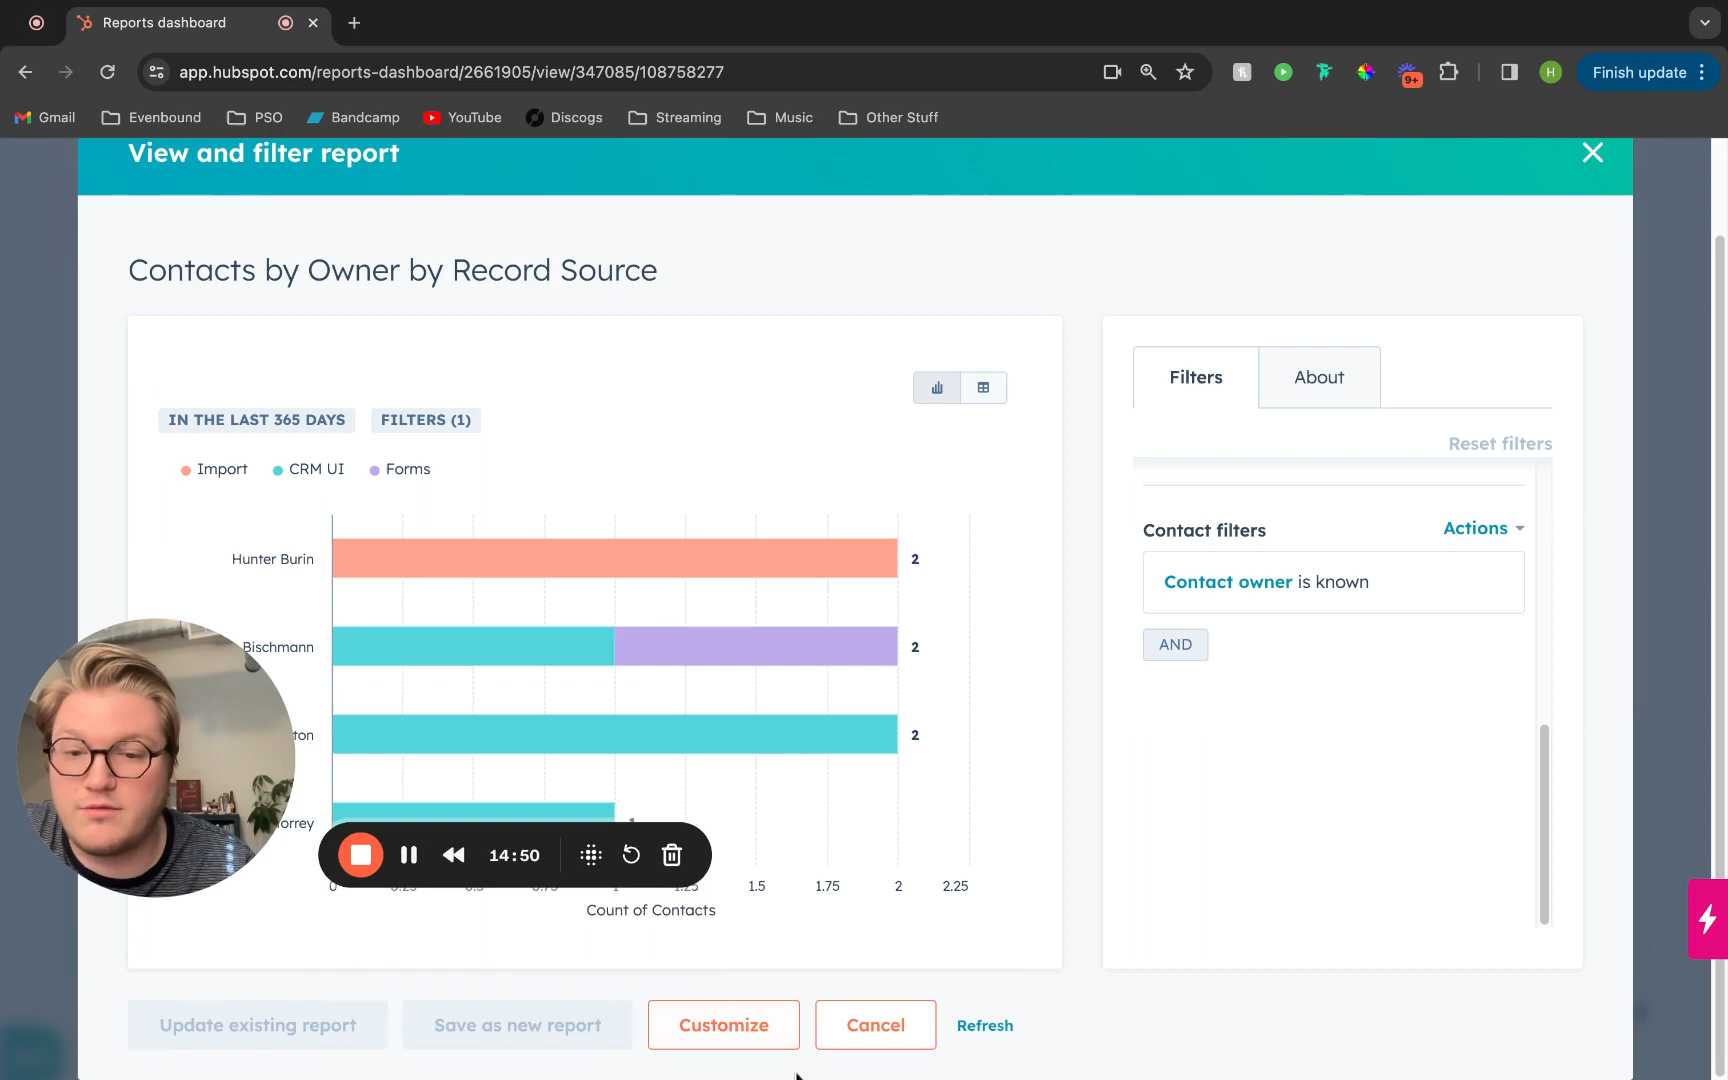 Reports dashboard
app.hubspot.com/reports-dashboard/2661905/view/347085/108758277
9+
H
Finish update
Gmail
Evenbound
PSO
Bandcamp
YouTube
Discogs
Streaming
Music
Other Stuff
View and filter report
Contacts by Owner by Record Source
IN THE LAST 365 DAYS
FILTERS (1)
Import
CRM UI
Forms
Hunter Burin
2
Bischmann
2
ton
2
orrey
14:50
0
1.5
1.75
2
2.25
Count of Contacts
Filters
About
Reset filters
Contact filters
Actions
Contact owner is known
AND
Update existing report
Save as new report
Customize
Cancel
Refresh